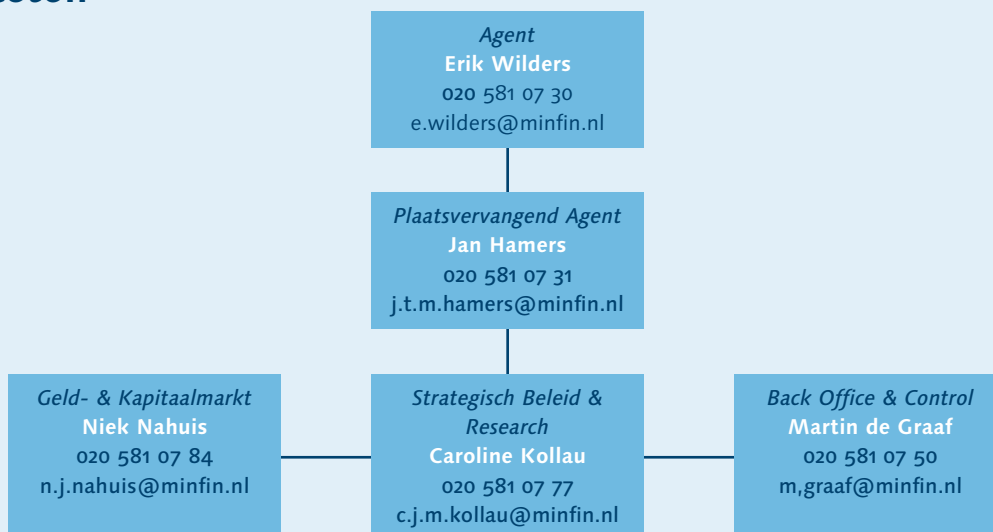 Agent
Erik Wilders
020 581 07 30
e.wilders@minfin.nl
Plaatsvervangend Agent
Jan Hamers
020 581 07 31
j.t.m.hamers@minfin.nl
Geld- & Kapitaalmarkt
Niek Nahuis
020 581 07 84
n.j.nahuis@minfin.nl
Strategisch Beleid &
Research
Caroline Kollau
020 581 07 77
c.j.m.kollau@minfin.nl
Back Office & Control
Martin de Graaf
020 581 07 50
m,graaf@minfin.nl